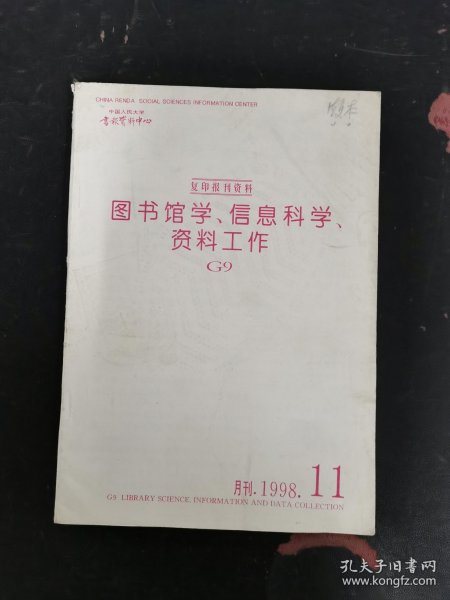 CHINA RENDA SOCIAL SCIENCES INFORMATION CENTER
中国人民大学
书报资料中心
复印报刊资料
图书馆学、信息科学、
资料工作
G9
月刊.1998.11
G9 LIBRARY SCIENCE, INFORMATION AND DATA COLLECTION
孔夫子旧书网
www.kongfz.com